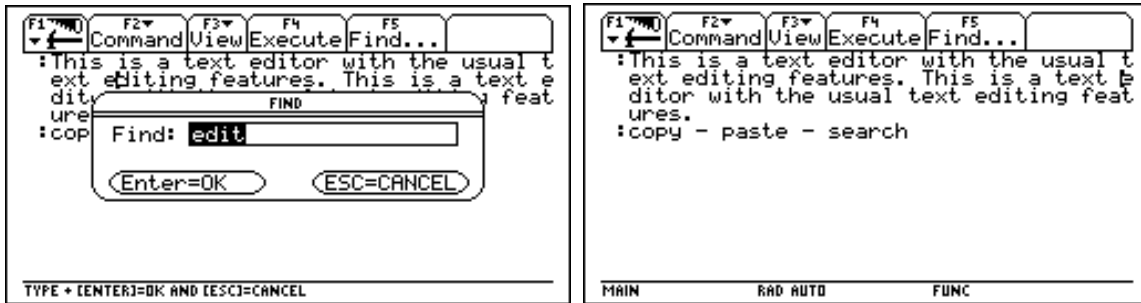 F1 F2 F3 F4 F5
Command View Execute Find...
:This is a text editor with the usual t
ext editing features. This is a text e
dit
FIND
feat
ure
:cop
Find: edit
Enter=OK ESC=CANCEL
TYPE + [ENTER]=OK AND [ESC]=CANCEL
F1 F2 F3 F4 F5
Command View Execute Find...
:This is a text editor with the usual t
ext editing features. This is a text e
ditor with the usual text editing feat
ures.
:copy - paste - search
MAIN RAD AUTO FUNC